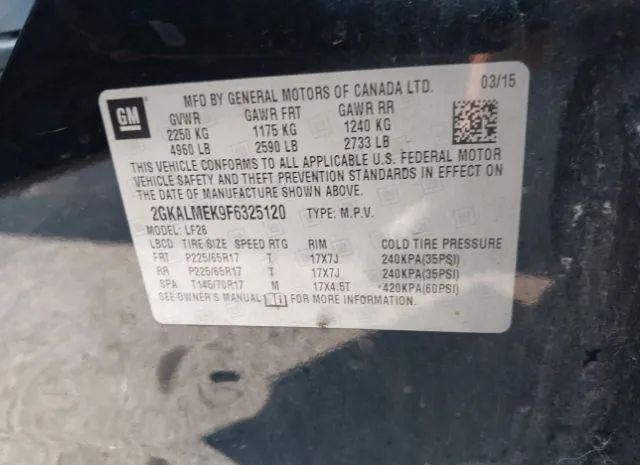 GM
MFD BY GENERAL MOTORS OF CANADA LTD. 03/15
GVWR GAWR FRT GAWR RR
2250 KG 1175 KG 1240 KG
4960 LB 2590 LB 2733 LB
THIS VEHICLE CONFORMS TO ALL APPLICABLE U.S. FEDERAL MOTOR
VEHICLE SAFETY AND THEFT PREVENTION STANDARDS IN EFFECT ON
THE DATE OF MANUFACTURE SHOWN ABOVE.
2GKALMEK9F6325120 TYPE: M.P.V.
MODEL: LF26
LBCD TIRE SIZE SPEED RTG RIM COLD TIRE PRESSURE
FRT P225/65R17 T 17X7J 240KPA(35PSI)
RR P225/65R17 T 17X7J 240KPA(35PSI)
SPA T145/70R17 M 17X4.5T 420KPA(60PSI)
SEE OWNER'S MANUAL FOR MORE INFORMATION.